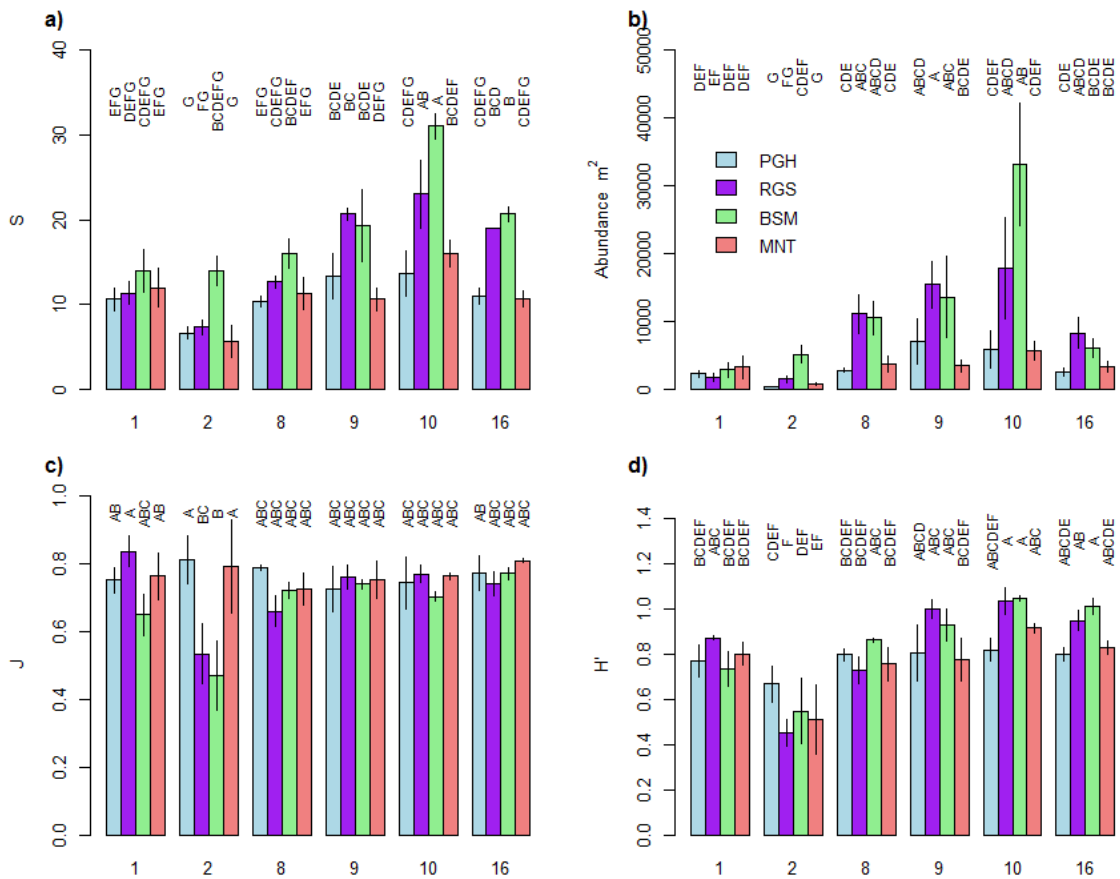 a)
S
40
30
20
10
0
EFG
DEFG
CDEFG
EFG
G
FG
BCDEFG
G
EFG
CDEFG
BCDEF
EFG
BCDE
BC
BCDE
DEFG
CDEFG
AB
A
BCDEF
CDEFG
BCD
B
CDEFG
1 2 8 9 10 16
b)
Abundance m²
50000
40000
30000
20000
10000
0
DEF
EF
DEF
DEF
G
FG
CDEF
G
CDE
ABC
ABCD
CDE
ABCD
A
ABC
BCDE
CDEF
ABCD
AB
CDEF
CDE
ABCD
BCDE
BCDE
PGH
RGS
BSM
MNT
1 2 8 9 10 16
c)
J
1.0
0.8
0.6
0.4
0.2
0.0
AB
A
ABC
AB
A
BC
B
A
ABC
ABC
ABC
ABC
ABC
ABC
ABC
ABC
ABC
ABC
ABC
ABC
AB
ABC
ABC
ABC
1 2 8 9 10 16
d)
H'
1.4
1.2
1.0
0.8
0.6
0.4
0.2
0.0
BCDEF
ABC
BCDEF
BCDEF
CDEF
F
DEF
EF
BCDEF
BCDEF
ABC
BCDEF
ABCD
ABC
ABC
BCDEF
ABCDEF
A
A
ABC
ABCDE
AB
A
ABCDE
1 2 8 9 10 16